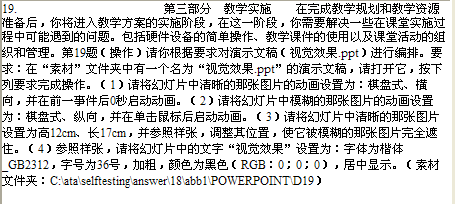 19. 第三部分 教学实施 在完成教学规划和教学资源
准备后，你将进入教学方案的实施阶段，在这一阶段，你需要解决一些在课堂实施过
程中可能遇到的问题。包括硬件设备的简单操作、教学课件的使用以及课堂活动的组
织和管理。第19题（操作）请你根据要求对演示文稿（视觉效果.ppt）进行编排。要
求：在“素材”文件夹中有一个名为“视觉效果.ppt”的演示文稿，请打开它，按下
列要求完成操作。（1）请将幻灯片中清晰的那张图片的动画设置为：棋盘式、横
向，并在前一事件后0秒启动动画。（2）请将幻灯片中模糊的那张图片的动画设置
为：棋盘式、纵向，并在单击鼠标后启动动画。（3）请将幻灯片中清晰的那张图片
设置为高12cm、长17cm，并参照样张，调整其位置，使它被模糊的那张图片完全遮
住。（4）参照样张，请将幻灯片中的文字“视觉效果”设置为：字体为楷体
_GB2312，字号为36号，加粗，颜色为黑色（RGB：0；0；0），居中显示。（素材
文件夹：C:\ata\selftesting\answer\18\abb1\POWERPOINT\D19）